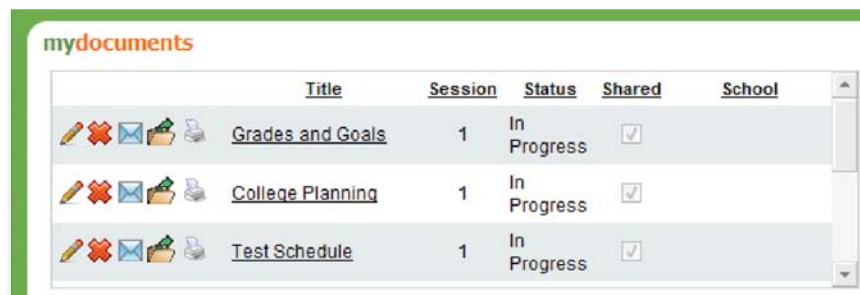 mydocuments
Title Session Status Shared School
Grades and Goals 1 In Progress
College Planning 1 In Progress
Test Schedule 1 In Progress